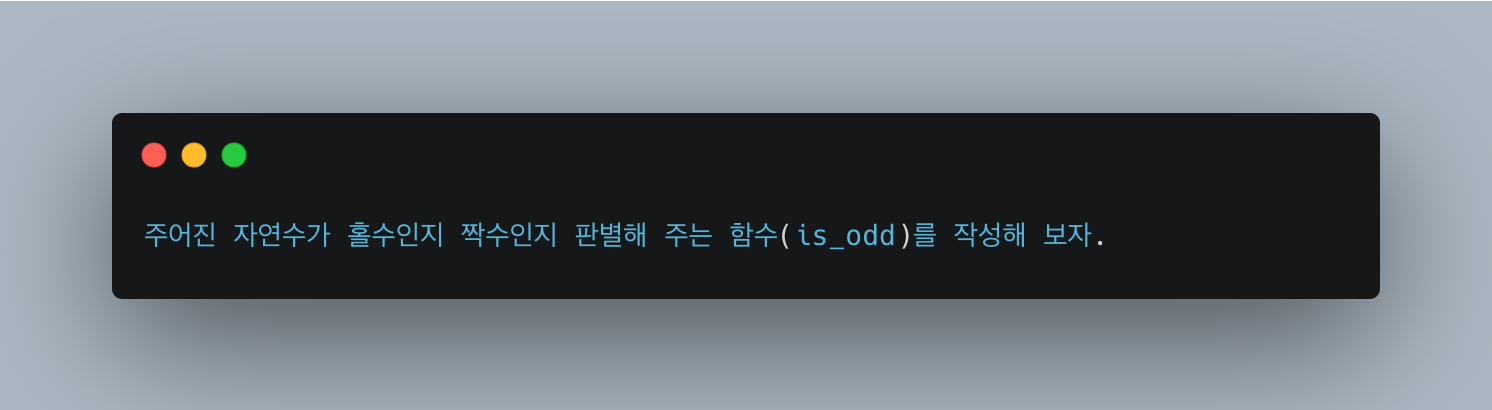 주어진 자연수가 홀수인지 짝수인지 판별해 주는 함수(is_odd)를 작성해 보자.